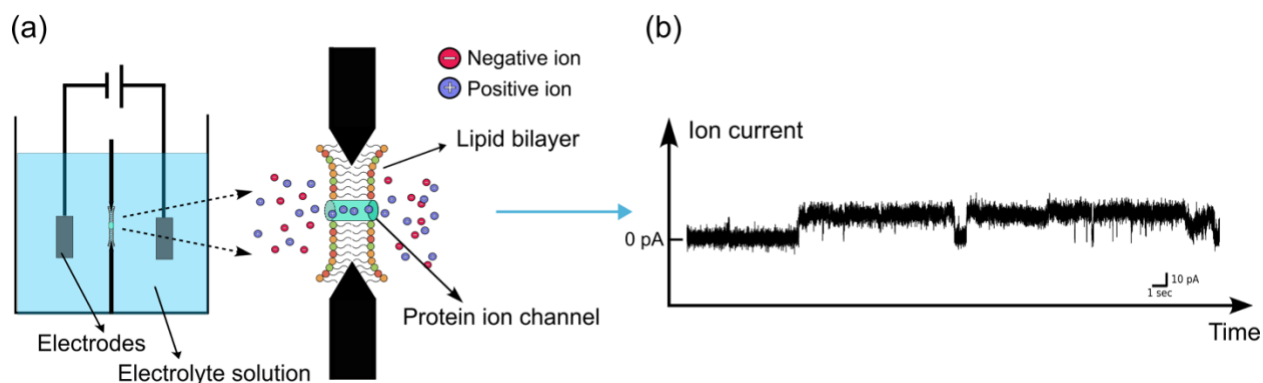 (a)
Negative ion
Positive ion
Lipid bilayer
Protein ion channel
Electrodes
Electrolyte solution
(b)
Ion current
0 pA
10 pA
1 sec
Time